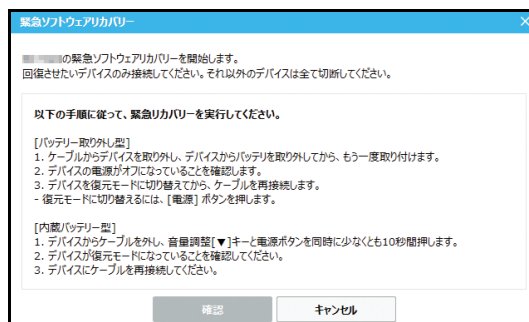 緊急ソフトウェアリカバリー
の緊急ソフトウェアリカバリーを開始します。
回復させたいデバイスのみ接続してください。それ以外のデバイスは全て切断してください。
以下の手順に従って、緊急リカバリーを実行してください。
[バッテリー取り外し型]
1. ケーブルからデバイスを取り外し、デバイスからバッテリを取り外してから、もう一度取り付けます。
2. デバイスの電源がオフになっていることを確認します。
3. デバイスを復元モードに切り替えてから、ケーブルを再接続します。
- 復元モードに切り替えるには、[電源] ボタンを押します。
[内蔵バッテリー型]
1. デバイスからケーブルを外し、音量調整[▼]キーと電源ボタンを同時に少なくとも10秒間押します。
2. デバイスが復元モードになっていることを確認してください。
3. デバイスにケーブルを再接続してください。
確認
キャンセル